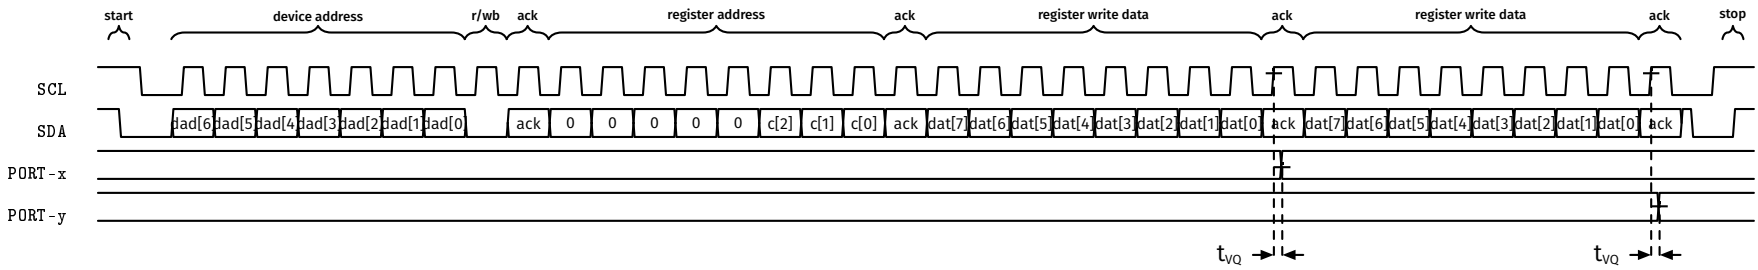 start device address r/wb ack register address ack register write data ack register write data ack stop
SCL
SDA dad[6] dad[5] dad[4] dad[3] dad[2] dad[1] dad[0] ack 0 0 0 0 0 c[2] c[1] c[0] ack dat[7] dat[6] dat[5] dat[4] dat[3] dat[2] dat[1] dat[0] ack dat[7] dat[6] dat[5] dat[4] dat[3] dat[2] dat[1] dat[0] ack
PORT-x
PORT-y
tVQ tVQ